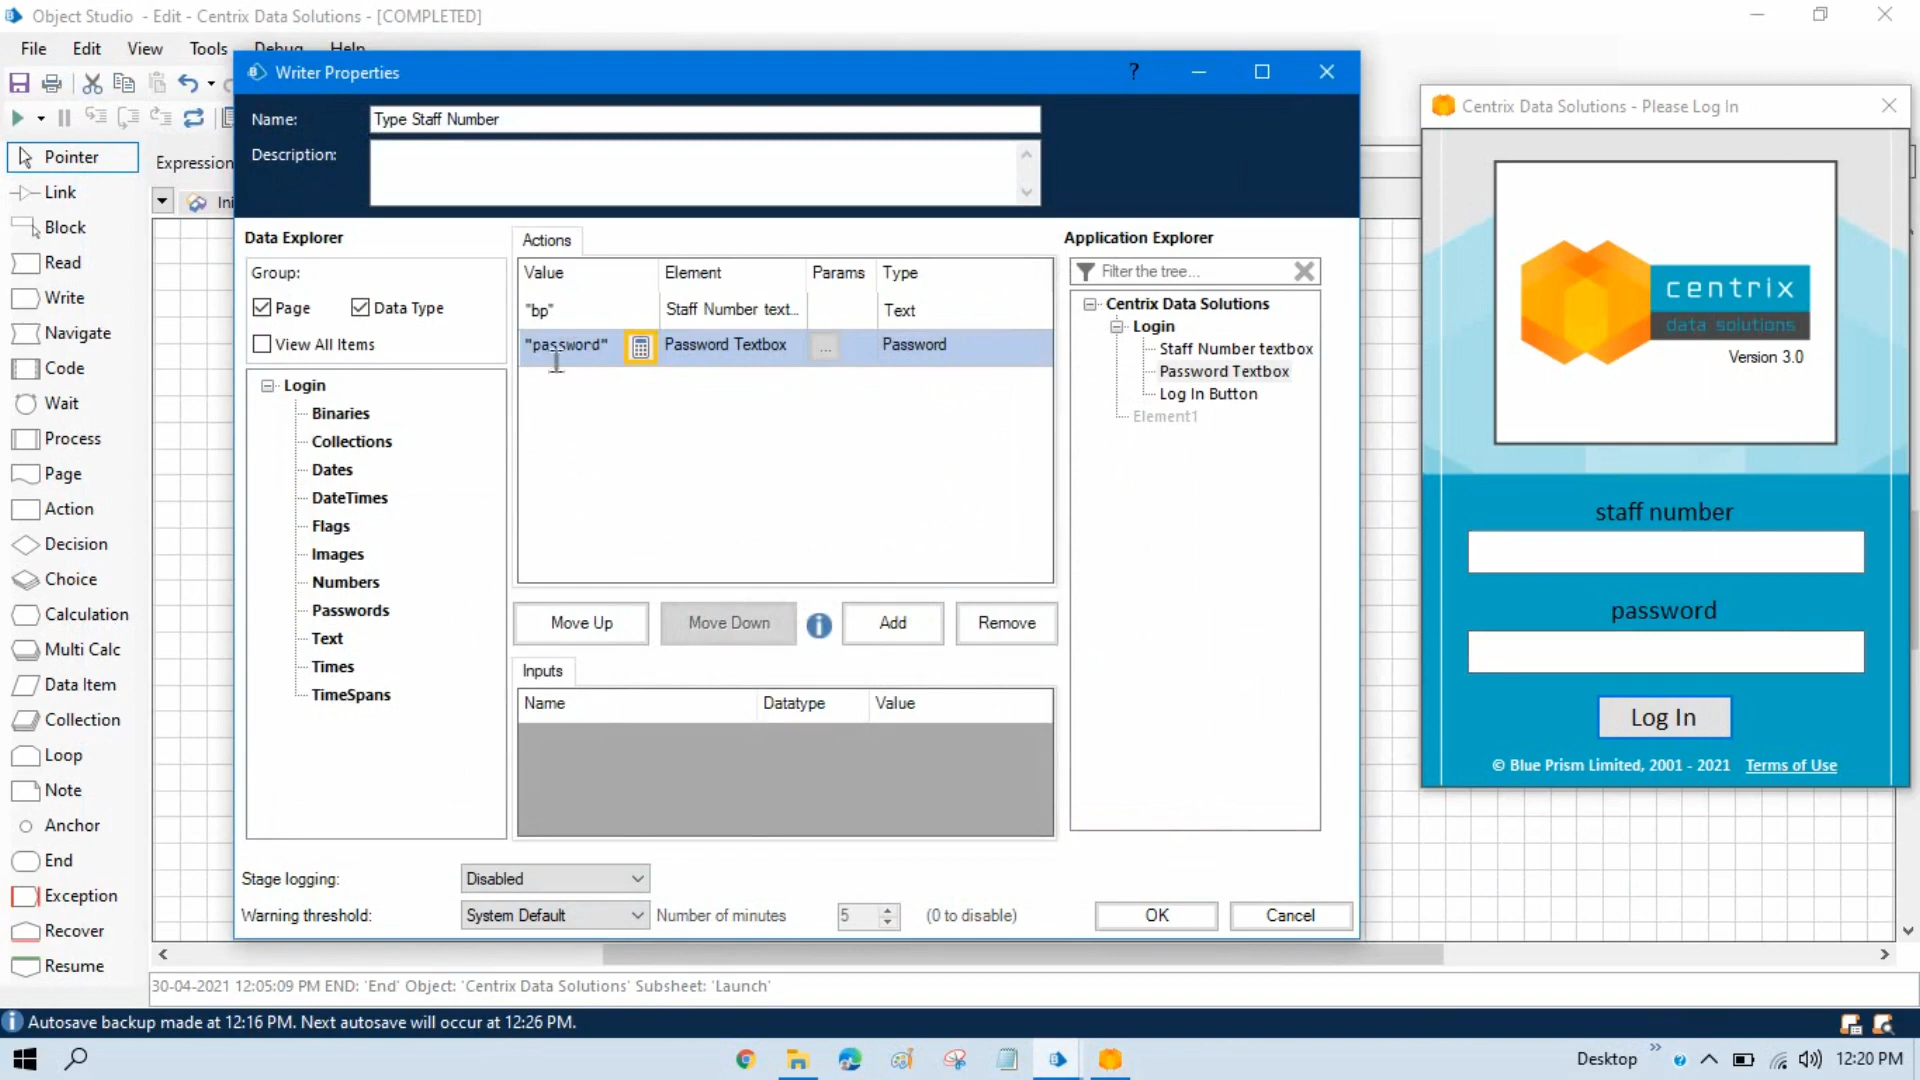 Object Studio - Edit - Centrix Data Solutions - [COMPLETED]
File Edit View Tools Debug Help
Writer Properties
?
Name: Type Staff Number
Description:
Pointer
Link
Block
Read
Write
Navigate
Code
Wait
Process
Page
Action
Decision
Choice
Calculation
Multi Calc
Data Item
Collection
Loop
Note
Anchor
End
Exception
Recover
Resume
Expression
Ini
Data Explorer
Group:
Page Data Type
View All Items
Login
Binaries
Collections
Dates
DateTimes
Flags
Images
Numbers
Passwords
Text
Times
TimeSpans
Actions
Value Element Params Type
"bp" Staff Number text... Text
"password" Password Textbox ... Password
Move Up Move Down Add Remove
Inputs
Name Datatype Value
Application Explorer
Filter the tree...
Centrix Data Solutions
Login
Staff Number textbox
Password Textbox
Log In Button
Element1
Stage logging: Disabled
Warning threshold: System Default Number of minutes 5 (0 to disable)
OK Cancel
Centrix Data Solutions - Please Log In
centrix
data solutions
Version 3.0
staff number
password
Log In
© Blue Prism Limited, 2001 - 2021 Terms of Use
30-04-2021 12:05:09 PM END: 'End' Object: 'Centrix Data Solutions' Subsheet: 'Launch'
Autosave backup made at 12:16 PM. Next autosave will occur at 12:26 PM.
Desktop 12:20 PM